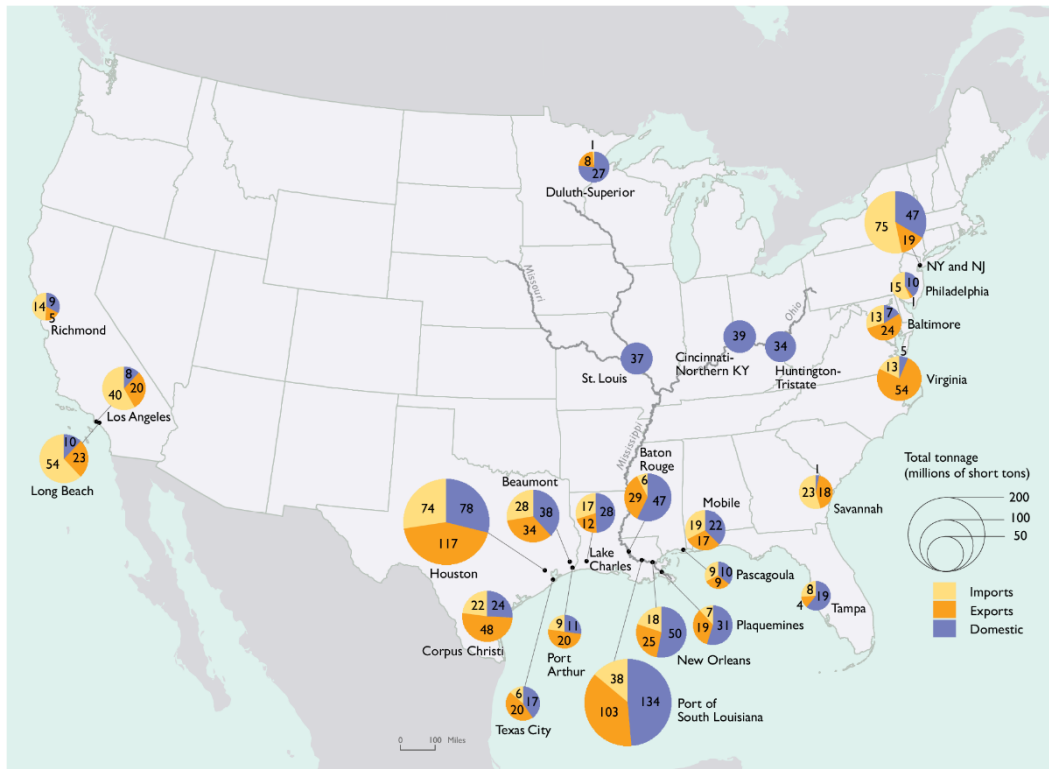 1
8
27
Duluth-Superior
Missouri
75
47
19
NY and NJ
15
10
1
Philadelphia
13
7
24
Baltimore
5
13
54
Virginia
14
9
5
Richmond
37
St. Louis
39
Cincinnati-
Northern KY
Ohio
34
Huntington-
Tristate
8
40
20
Los Angeles
10
54
23
Long Beach
Mississippi
Baton
Rouge
6
29
47
Beaumont
28
38
34
74
78
117
Houston
17
28
12
Lake
Charles
Mobile
19
22
17
1
23
18
Savannah
9
10
9
Pascagoula
8
19
4
Tampa
22
24
48
Corpus Christi
9
11
20
Port
Arthur
18
50
25
New Orleans
7
19
31
Plaquemines
6
17
20
Texas City
38
134
103
Port of
South Louisiana
Total tonnage
(millions of short tons)
200
100
50
Imports
Exports
Domestic
0 100 Miles